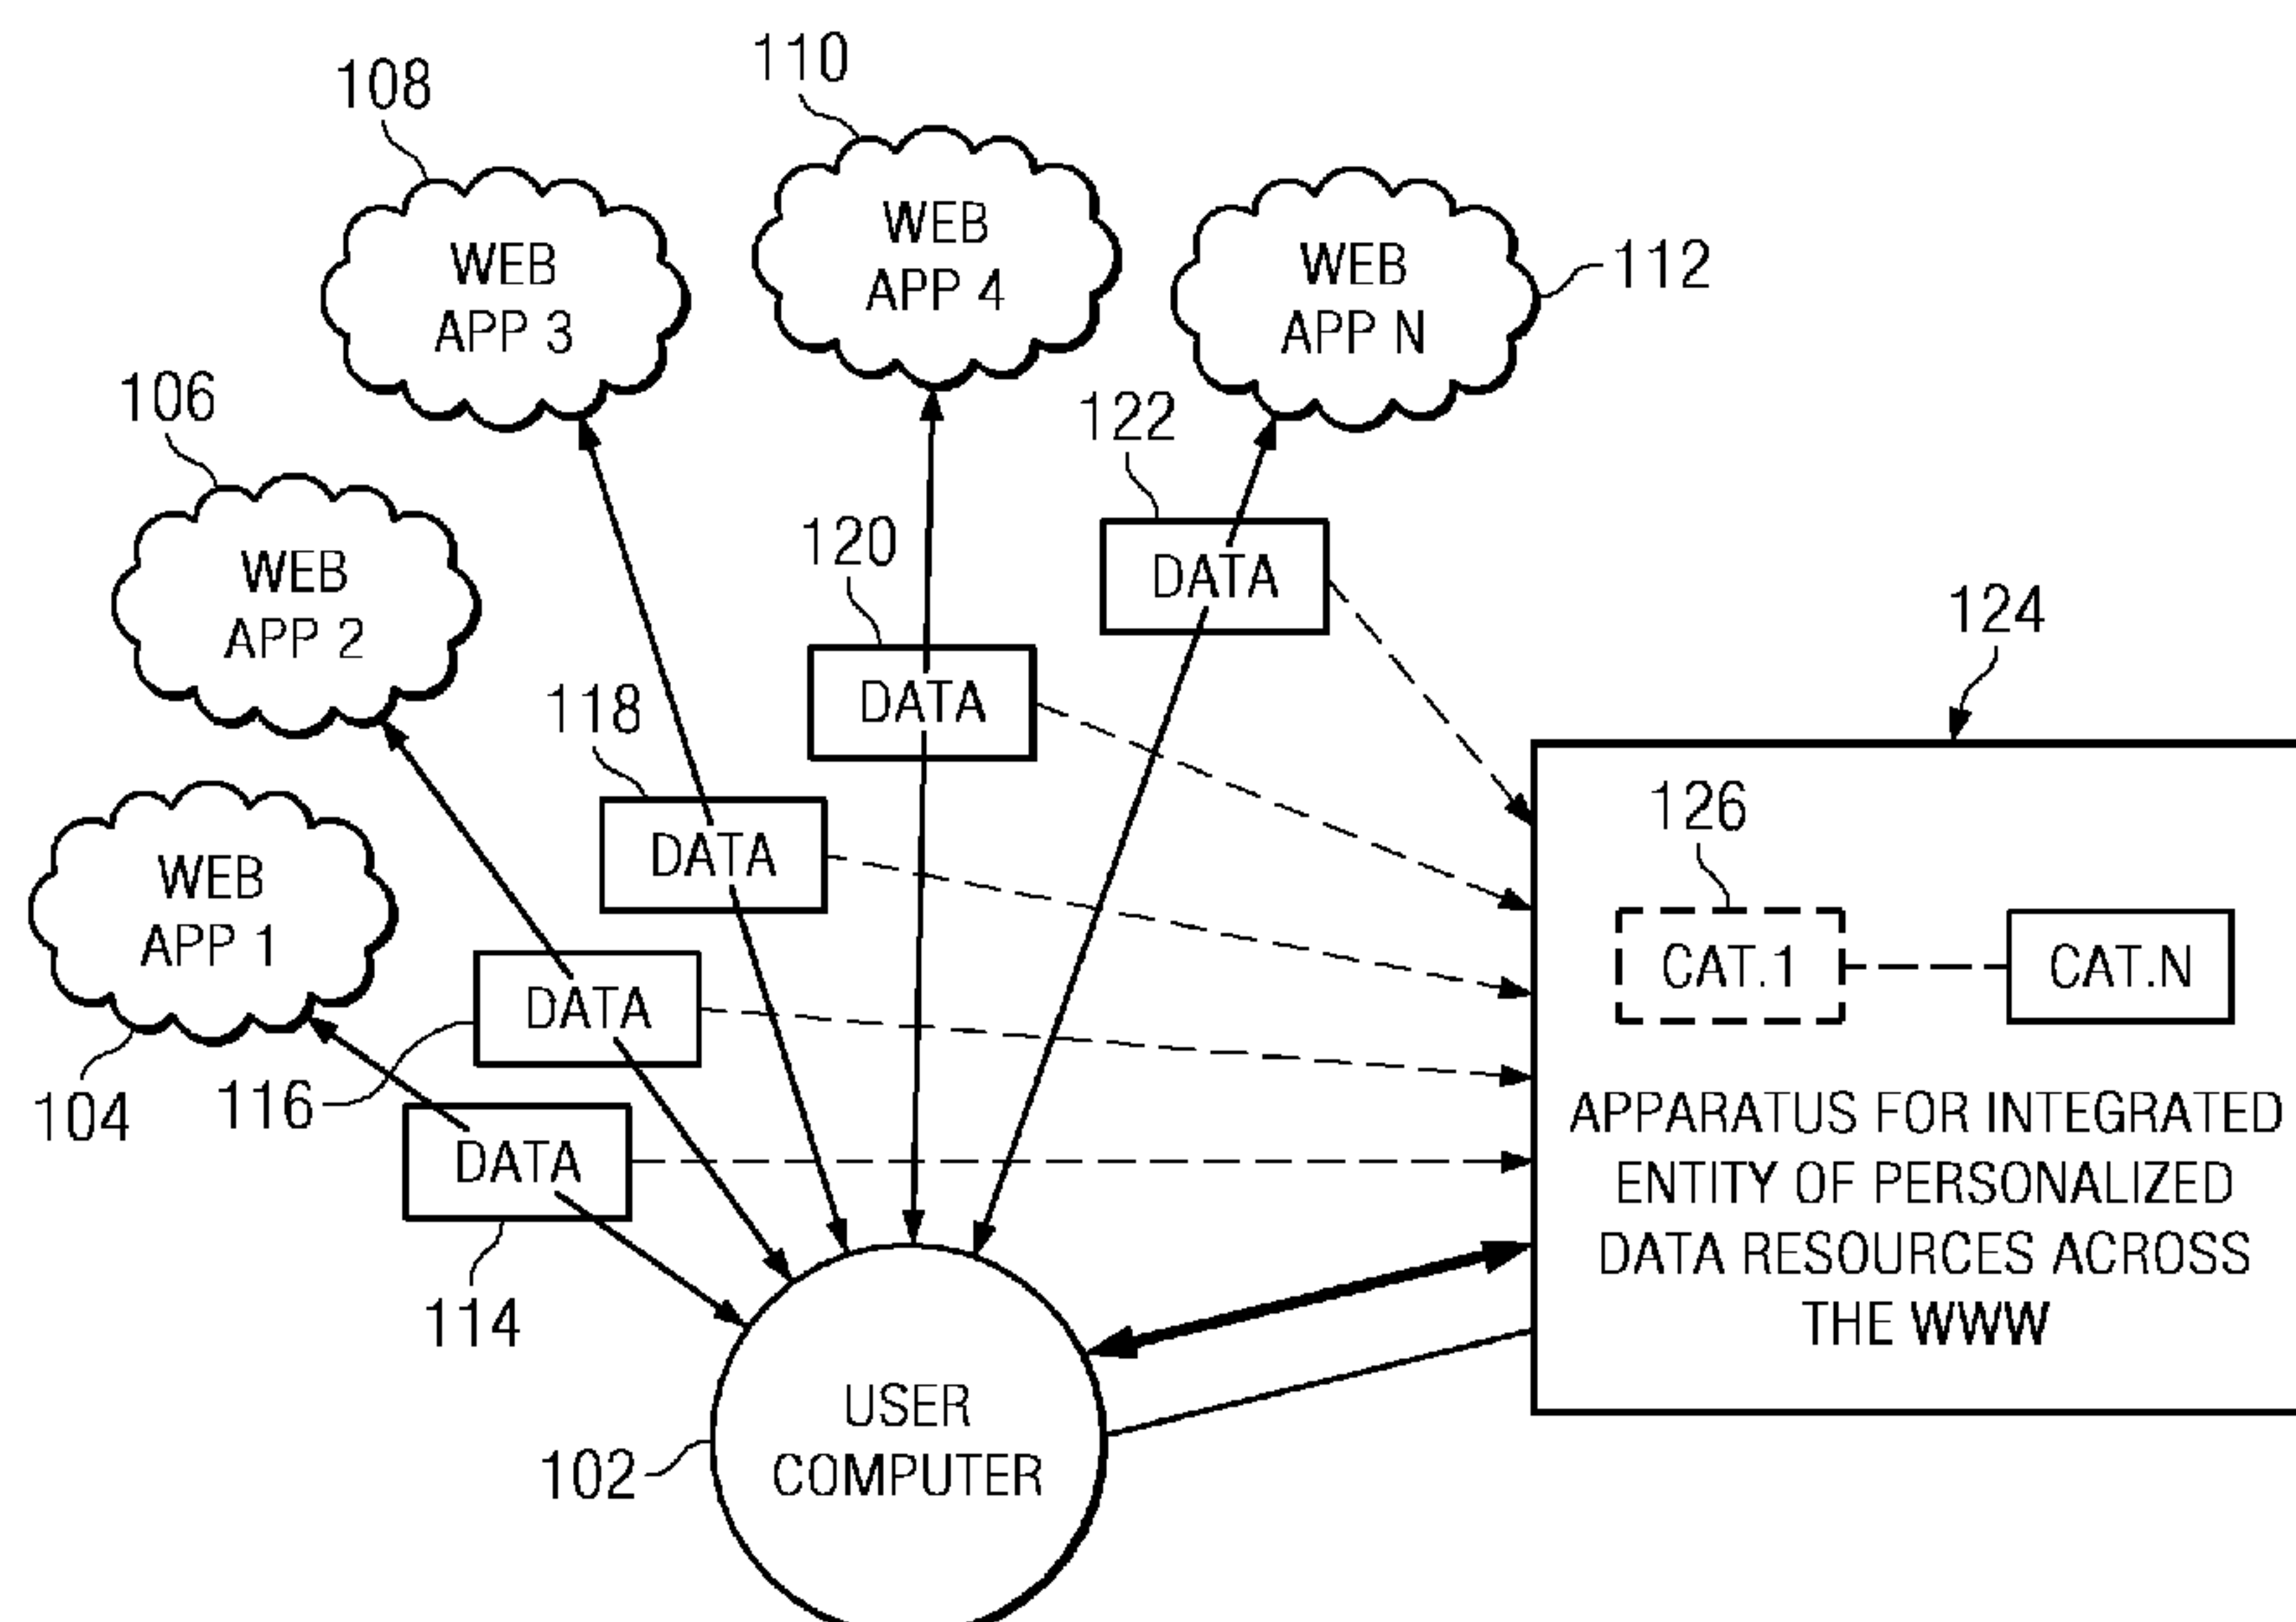 110
108
WEB
APP 4
WEB
APP 3
WEB
APP N
112
106
122
120
DATA
WEB
APP 2
124
118
DATA
126
DATA
WEB
APP 1
CAT.1
CAT.N
DATA
116
104
DATA
APPARATUS FOR INTEGRATED
ENTITY OF PERSONALIZED
DATA RESOURCES ACROSS
THE WWW
114
USER
COMPUTER
102